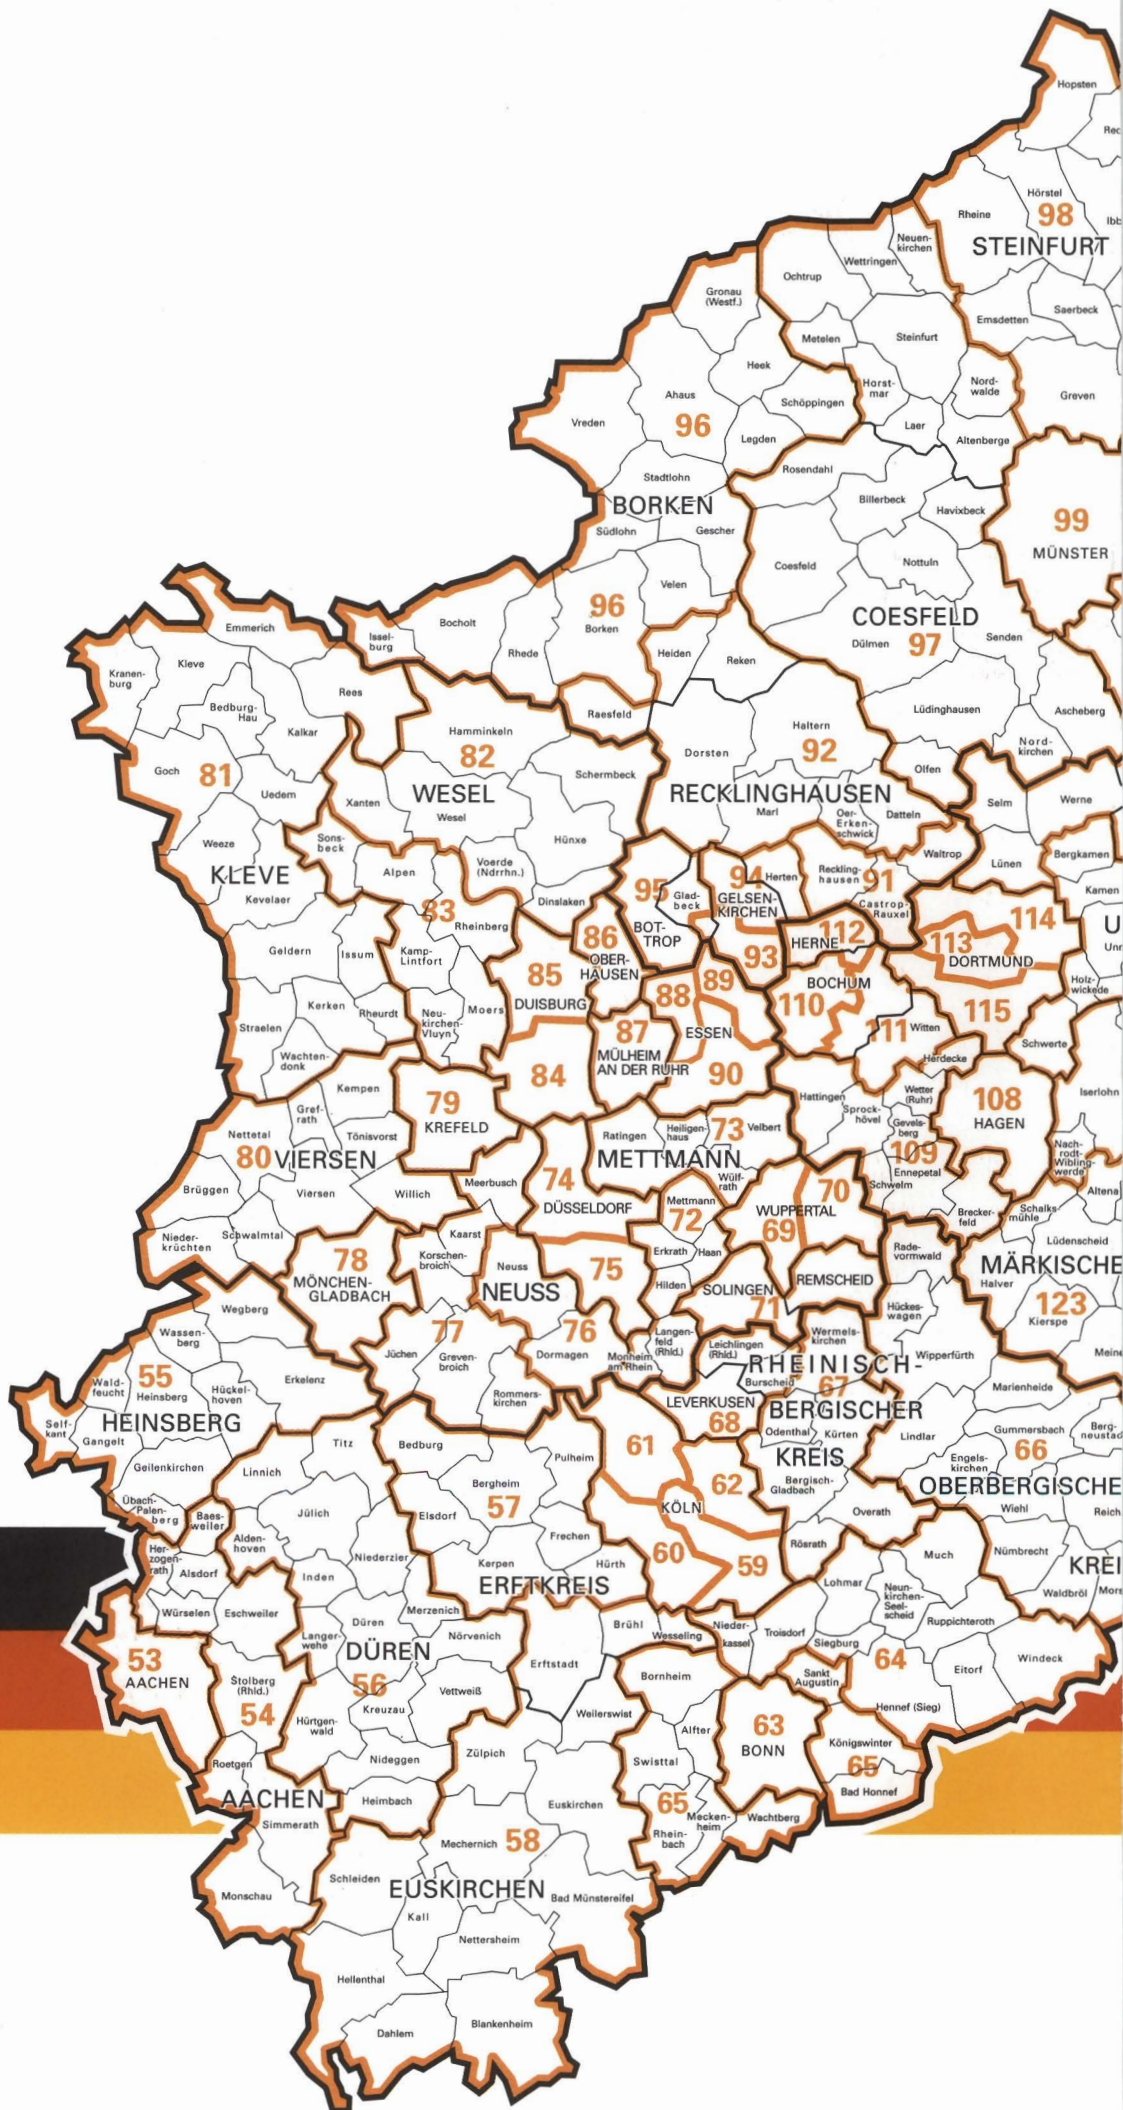 Hopsten
Rec
Hörstel
Rheine
98
Ibb
STEINFURT
Neuen-
kirchen
Wettringen
Ochtrup
Gronau
(Westf.)
Saerbeck
Emsdetten
Metelen
Steinfurt
Heek
Horst-
mar
Nord-
walde
Greven
Ahaus
Schöppingen
Vreden
96
Legden
Laer
Altenberge
Stadtlohn
Rosendahl
BORKEN
Billerbeck
Havixbeck
99
MÜNSTER
Südlohn
Gescher
Coesfeld
Nottuln
Velen
96
Borken
COESFELD
Dülmen
97
Senden
Emmerich
Issel-
burg
Bocholt
Rhede
Heiden
Reken
Kranen-
burg
Kleve
Rees
Bedburg-
Hau
Kalkar
Raesfeld
Lüdinghausen
Ascheberg
Hamminkeln
82
Haltern
92
Nord-
kirchen
Goch
81
Uedem
Xanten
Schermbeck
Dorsten
Olfen
WESEL
Wesel
RECKLINGHAUSEN
Marl
Oer-
Erken-
schwick
Datteln
Selm
Werne
Weeze
Sons-
beck
Hünxe
Waltrop
Lünen
Bergkamen
KLEVE
Kevelaer
Alpen
Voerde
(Ndrrhn.)
Dinslaken
95
Glad-
beck
94
Herten
GELSEN-
KIRCHEN
Reckling-
hausen
91
Castrop-
Rauxel
Kamen
83
Rheinberg
BOT-
TROP
HERNE
112
113
114
DORTMUND
U
Unr
Geldern
Issum
Kamp-
Lintfort
86
OBER-
HAUSEN
93
85
DUISBURG
89
88
BOCHUM
110
Holz-
wickede
Kerken
Rheurdt
Neu-
kirchen-
Vluyn
Moers
87
MÜLHEIM
AN DER RUHR
ESSEN
111
Witten
115
Straelen
Wachten-
donk
84
90
Herdecke
Schwerte
Kempen
79
KREFELD
Hattingen
Sprock-
hövel
Wetter
(Ruhr)
108
HAGEN
Iserlohn
Gref-
rath
Nettetal
Tönisvorst
80
VIERSEN
Ratingen
Heiligen-
haus
73
Velbert
METTMANN
Gevels-
berg
109
Ennepetal
Schwelm
Nach-
rodt-
Wibling-
werde
Brüggen
Viersen
Willich
Meerbusch
74
DÜSSELDORF
Wülf-
rath
Mettmann
72
70
WUPPERTAL
69
Brecker-
feld
Schalks
mühle
Altena
Nieder-
krüchten
Schwalmtal
Kaarst
Erkrath
Haan
Rade-
vormwald
Lüdenscheid
78
MÖNCHEN-
GLADBACH
Korschen-
broich
Neuss
NEUSS
75
Hilden
SOLINGEN
71
REMSCHEID
MÄRKISCHE
Halver
123
Kierspe
Wegberg
Hückes-
wagen
77
76
Dormagen
Langen-
feld
(Rhld.)
Monheim
am Rhein
Leichlingen
(Rhld.)
Wermels-
kirchen
Wassen-
berg
Jüchen
Greven-
broich
RHEINISCH-
Wipperfürth
Meine
55
Wald-
feucht
Heinsberg
Hückel-
hoven
Erkelenz
Rommers-
kirchen
Burscheid
67
Marienheide
HEINSBERG
Self-
kant
Gangelt
LEVERKUSEN
68
BERGISCHER
Odenthal
Kürten
Lindlar
Gummersbach
66
Berg-
neustad
Titz
Bedburg
61
KREIS
Engels-
kirchen
Geilenkirchen
Linnich
Pulheim
Bergheim
57
62
Bergisch-
Gladbach
OBERBERGISCHE
Wiehl
Reich
Übach-
Palen-
berg
Baes-
weiler
Jülich
Elsdorf
KÖLN
Overath
Alden-
hoven
Frechen
Rösrath
Nümbrecht
Her-
zogen-
rath
Alsdorf
Inden
Niederzier
Kerpen
Hürth
60
59
Much
KREI
ERFTKREIS
Lohmar
Waldbröl
Mors
Neun-
kirchen-
Seel-
scheid
Würselen
Eschweiler
Düren
Merzenich
Brühl
Wesseling
Nieder-
kassel
Troisdorf
Ruppichteroth
53
AACHEN
Langer-
wehe
DÜREN
Nörvenich
Siegburg
64
Windeck
Stolberg
(Rhld.)
54
56
Kreuzau
Vettweiß
Erftstadt
Bornheim
Sankt
Augustin
Eitorf
Hürtgen-
wald
Weilerswist
63
BONN
Hennef (Sieg)
Alfter
Königswinter
65
Bad Honnef
Roetgen
Nideggen
Zülpich
Swisttal
AACHEN
Heimbach
Euskirchen
65
Mecken-
heim
Wachtberg
Simmerath
Mechernich
58
Rhein-
bach
Monschau
Schleiden
EUSKIRCHEN
Bad Münstereifel
Kall
Nettersheim
Hellenthal
Blankenheim
Dahlem